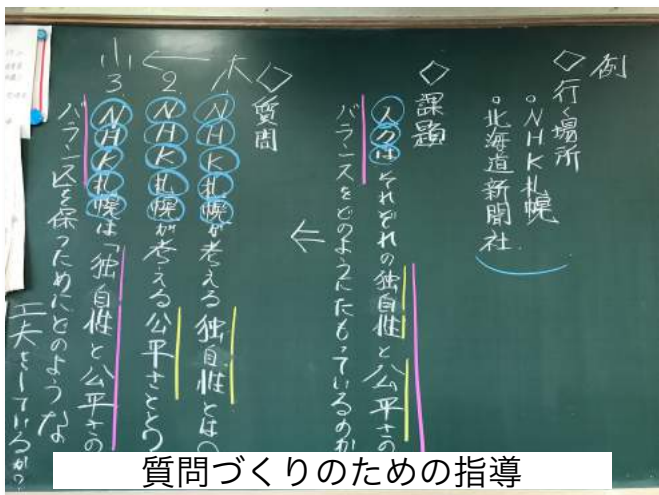 例
◇行く場所
。NHK札幌
。北海道新聞社
◇課題
人々はそれぞれの独自性と公平さの
バランスをどのようにたもっているのか
◇質問
大 ← 小
1. NHK札幌が考える独自性とは
2. NHK札幌が考える公平さとは
3. NHK札幌は「独自性と公平さの
バランスを保つためにどのような
工夫をしているか?
質問づくりのための指導